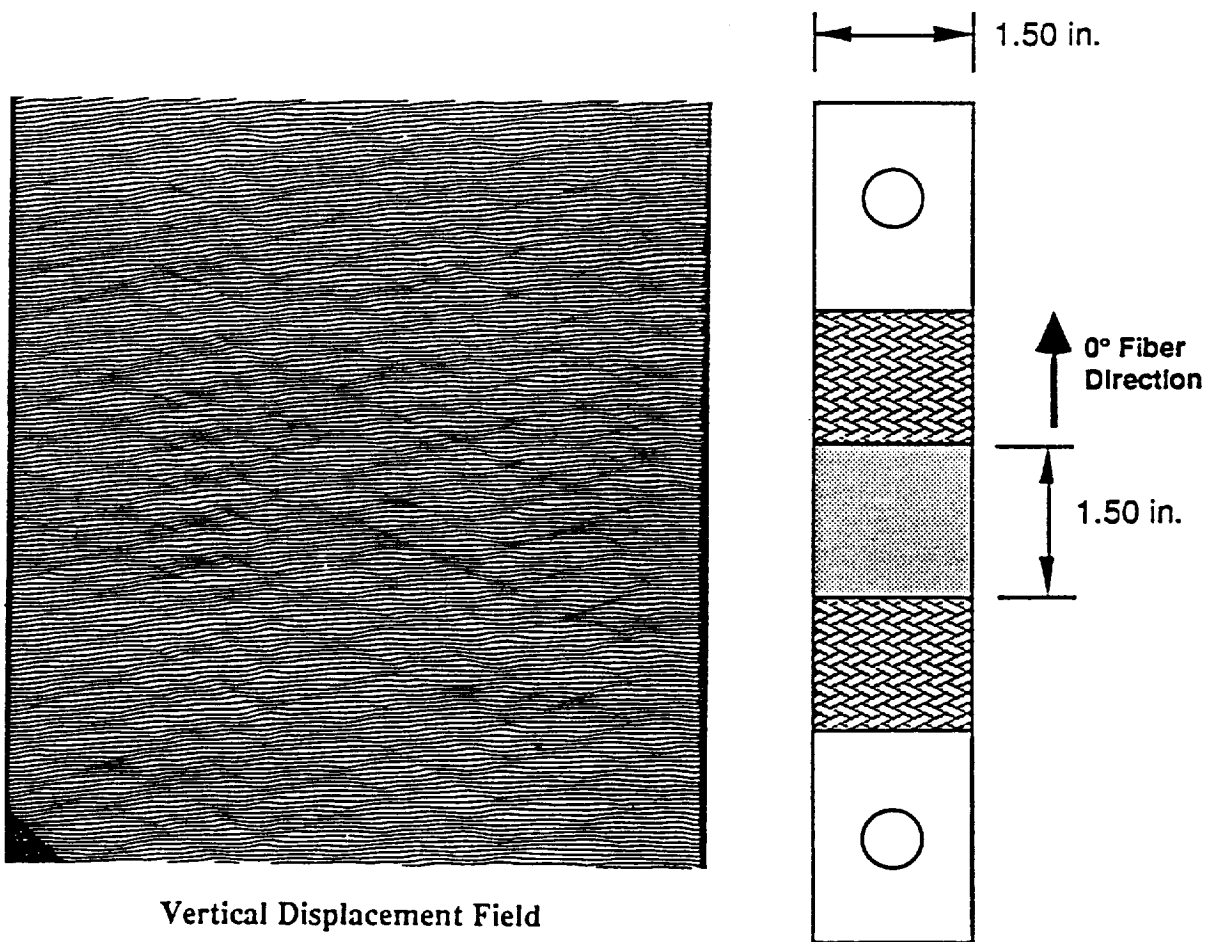 1.50 in.
0° Fiber
Direction
1.50 in.
Vertical Displacement Field